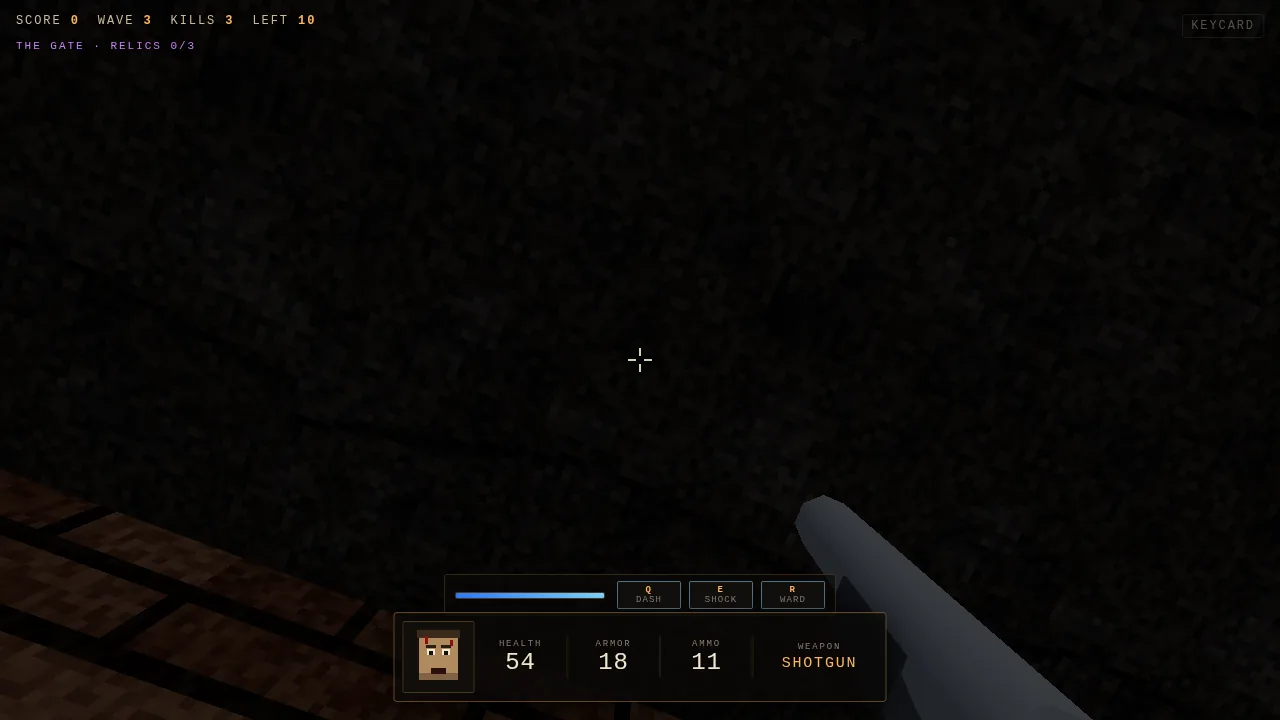 SCORE 0 WAVE 3 KILLS 3 LEFT 10
KEYCARD
THE GATE · RELICS 0/3
Q E R
DASH SHOCK WARD
HEALTH ARMOR AMMO WEAPON
54 18 11 SHOTGUN